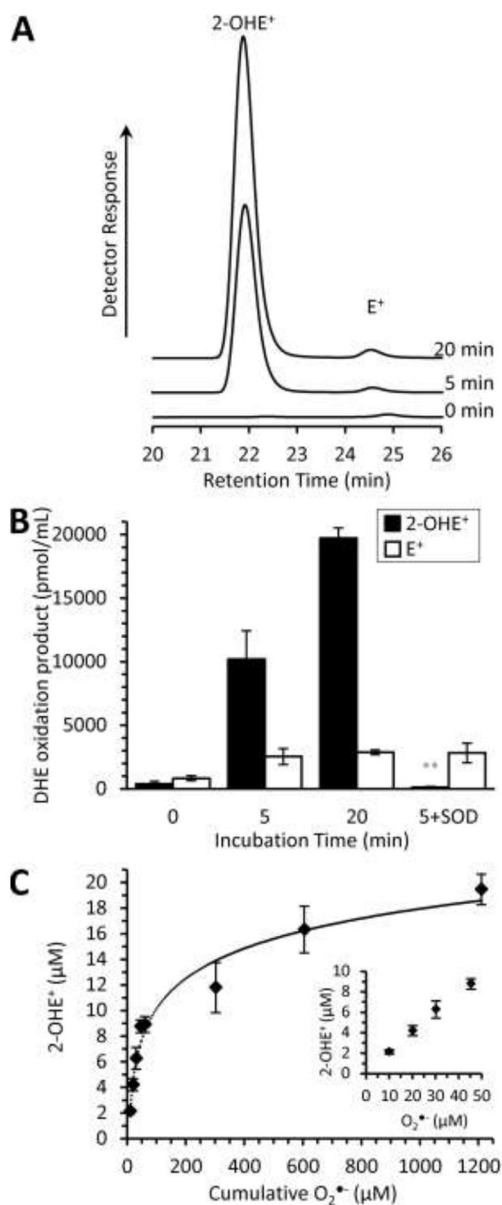 A
2-OHE⁺
Detector Response
E⁺
20 min
5 min
0 min
20 21 22 23 24 25 26
Retention Time (min)
B
2-OHE⁺
E⁺
DHE oxidation product (pmol/mL)
20000
15000
10000
5000
0
**
0 5 20 5+SOD
Incubation Time (min)
C
2-OHE⁺ (µM)
20
18
16
14
12
10
8
6
4
2
0
0 200 400 600 800 1000 1200
Cumulative O₂•⁻ (µM)
2-OHE⁺ (µM)
10
8
6
4
2
0
0 10 20 30 40 50
O₂•⁻ (µM)